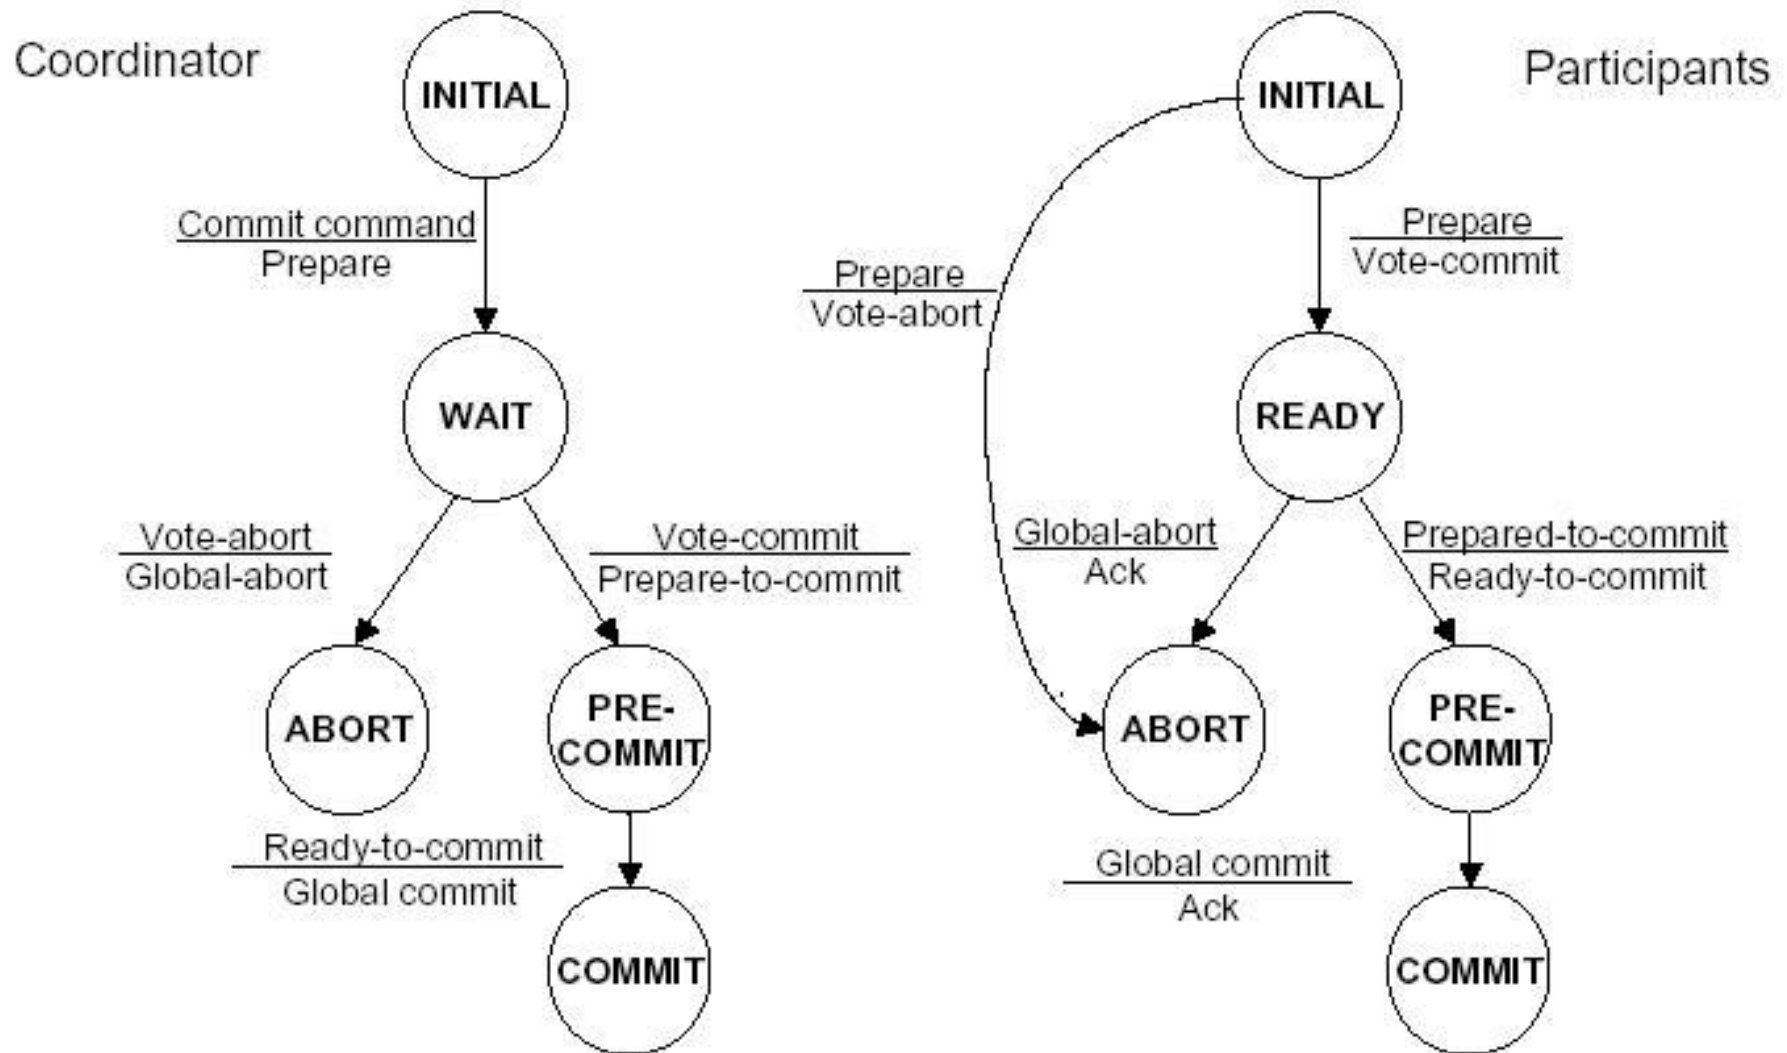 Coordinator
INITIAL
Commit command
Prepare
WAIT
Vote-abort
Global-abort
Vote-commit
Prepare-to-commit
ABORT
PRE-
COMMIT
Ready-to-commit
Global commit
COMMIT
Participants
INITIAL
Prepare
Vote-abort
Prepare
Vote-commit
READY
Global-abort
Ack
Prepared-to-commit
Ready-to-commit
ABORT
PRE-
COMMIT
Global commit
Ack
COMMIT